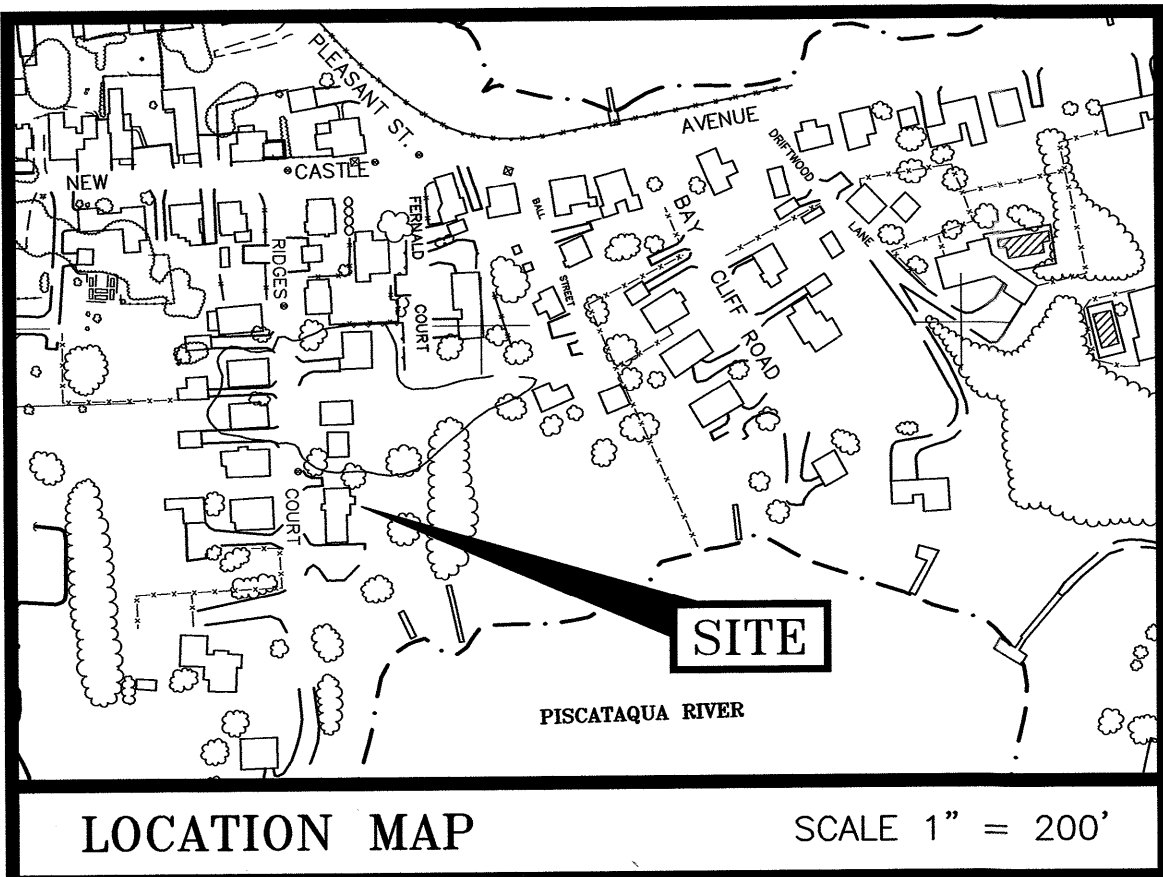 PLEASANT ST.
AVENUE
DRIFTWOOD
LANE
NEW
CASTLE
FERNALD
COURT
BALL
STREET
BAY
CLIFF ROAD
RIDGES
COURT
SITE
PISCATAQUA RIVER
LOCATION MAP
SCALE 1" = 200'